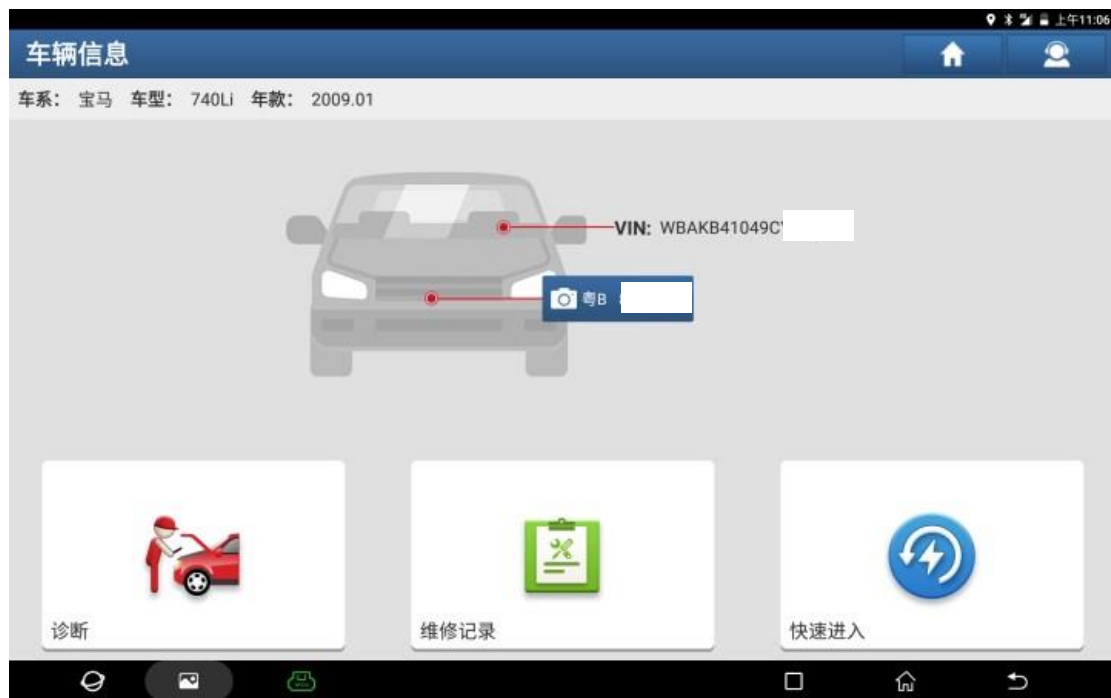 上午11:06
车辆信息
车系： 宝马 车型： 740Li 年款： 2009.01
VIN: WBAKB41049C
粤B
诊断
维修记录
快速进入